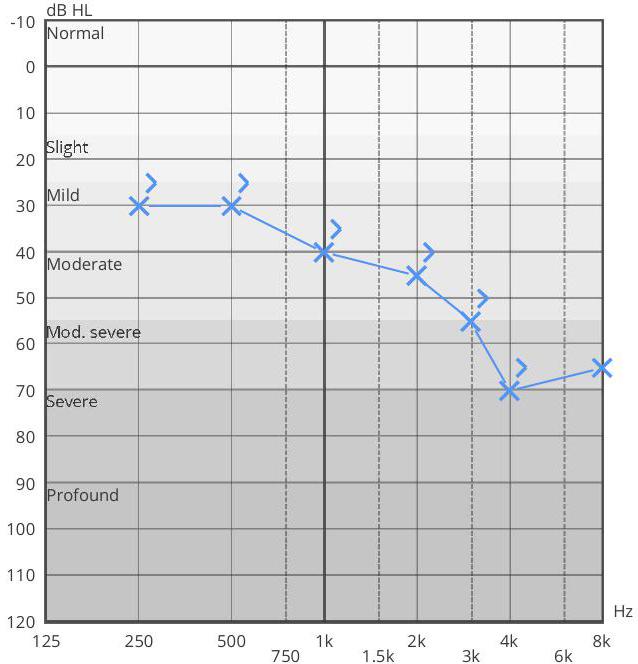 dB HL
-10
Normal
0
10
Slight
20
Mild
30
40
Moderate
50
Mod. severe
60
70
Severe
80
90
Profound
100
110
120
Hz
125 250 500 1k 2k 4k 8k
750 1.5k 3k 6k